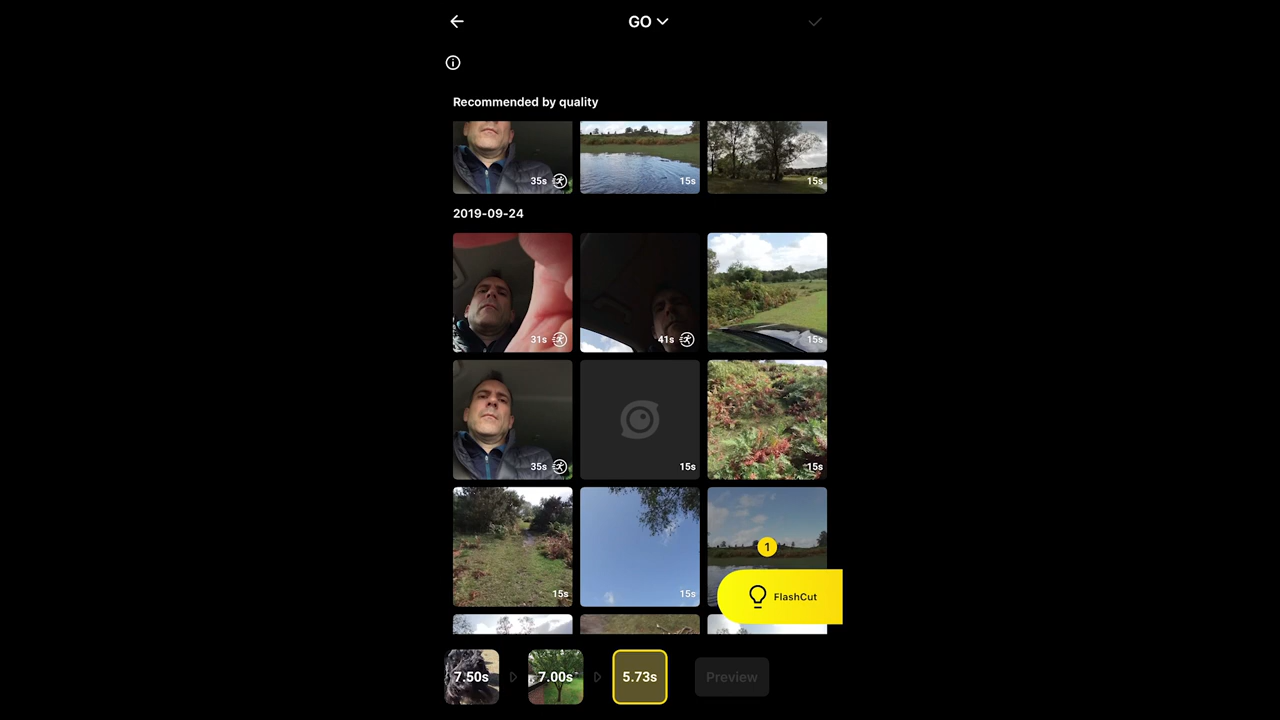 GO
Recommended by quality
35s
15s
15s
2019-09-24
31s
41s
15s
35s
15s
15s
15s
15s
1
FlashCut
7.50s
7.00s
5.73s
Preview